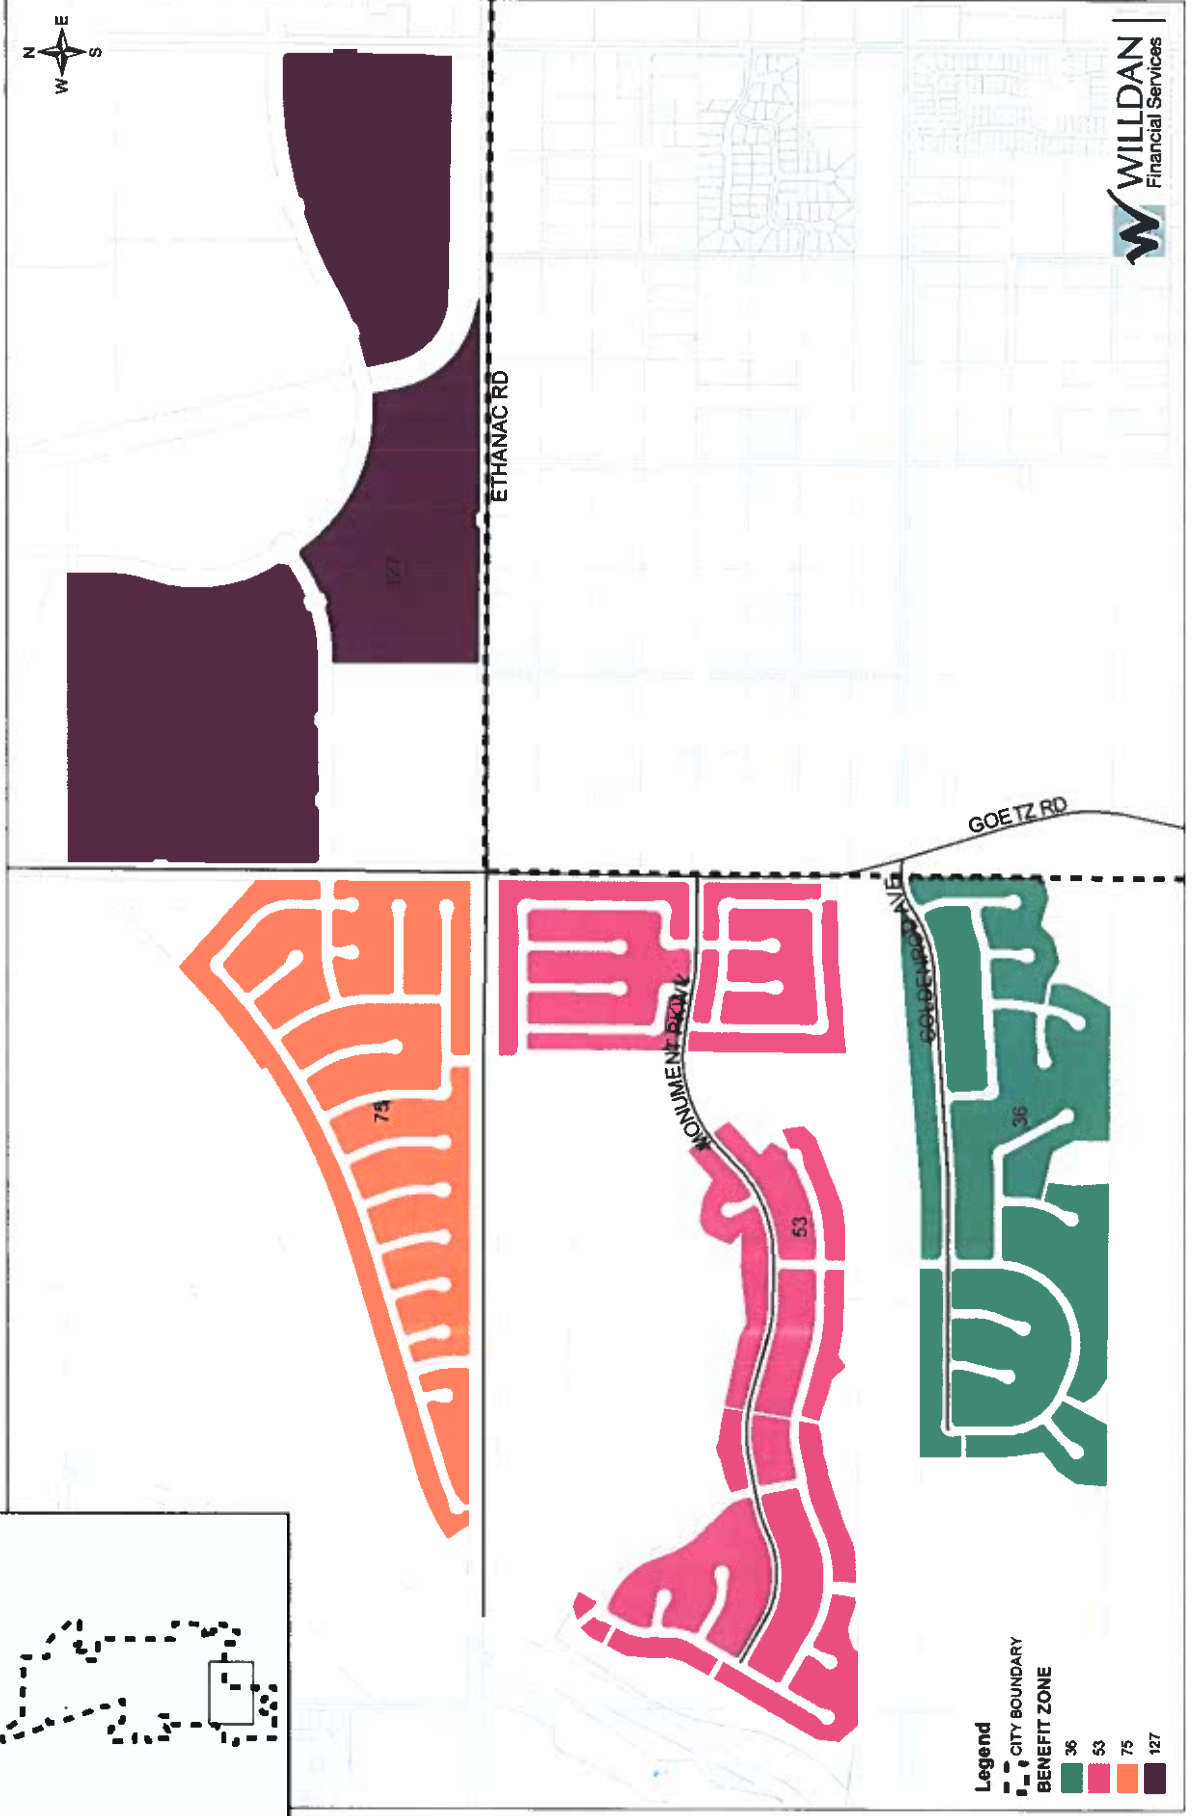 N
W E
S
127
ETHANAC RD
75
MONUMENT PKWY
53
GOETZ RD
GOLDENROD AVE
36
Legend
CITY BOUNDARY
BENEFIT ZONE
36
53
75
127
WILLDAN
Financial Services